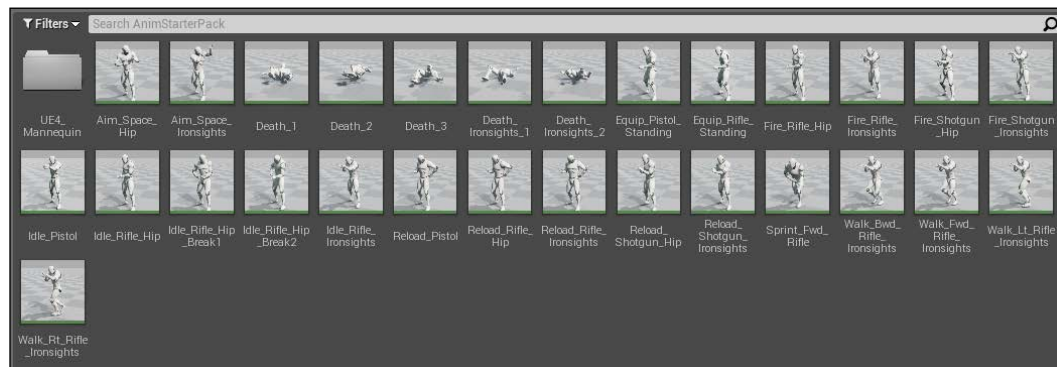 Filters
Search AnimStarterPack
UE4_
Mannequin
Aim_Space_
Hip
Aim_Space_
Ironsights
Death_1
Death_2
Death_3
Death_
Ironsights_1
Death_
Ironsights_2
Equip_Pistol_
Standing
Equip_Rifle_
Standing
Fire_Rifle_Hip
Fire_Rifle_
Ironsights
Fire_Shotgun
_Hip
Fire_Shotgun
_Ironsights
Idle_Pistol
Idle_Rifle_Hip
Idle_Rifle_Hip
_Break1
Idle_Rifle_Hip
_Break2
Idle_Rifle_
Ironsights
Reload_Pistol
Reload_Rifle_
Hip
Reload_Rifle_
Ironsights
Reload_
Shotgun_Hip
Reload_
Shotgun_
Ironsights
Sprint_Fwd_
Rifle
Walk_Bwd_
Rifle_
Ironsights
Walk_Fwd_
Rifle_
Ironsights
Walk_Lt_Rifle
_Ironsights
Walk_Rt_Rifle
_Ironsights